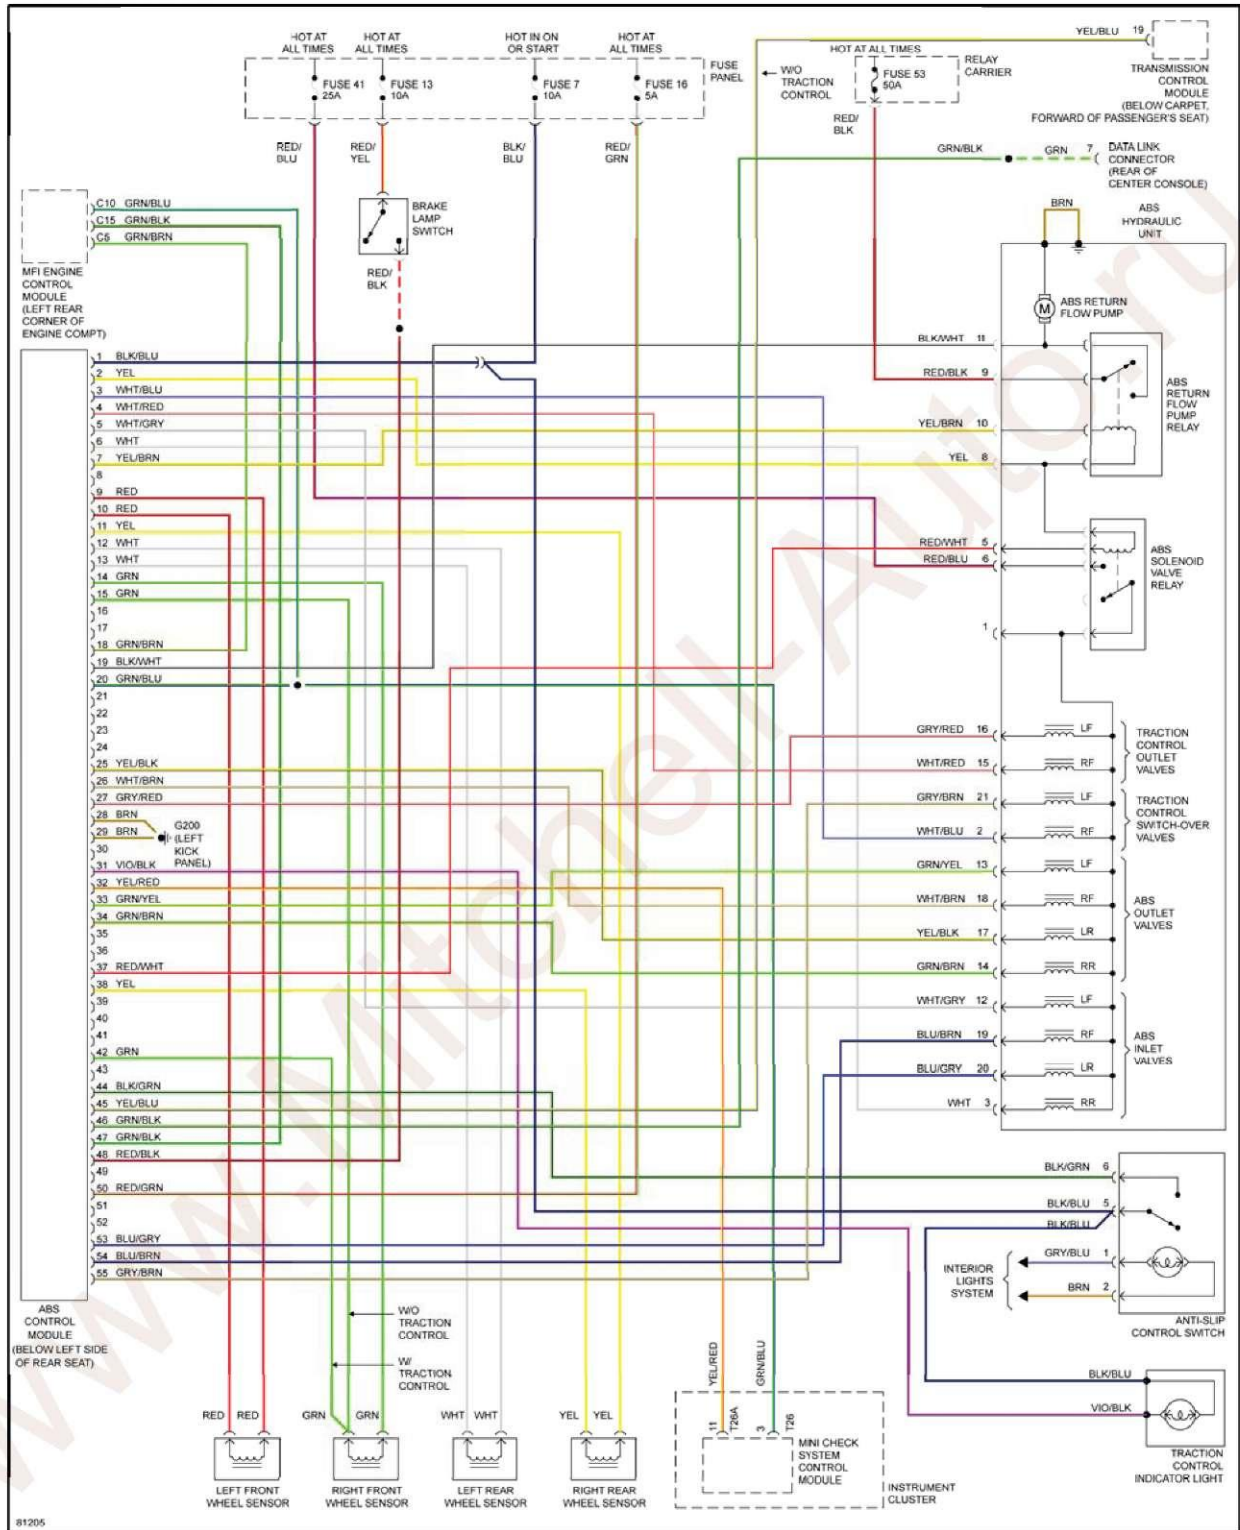 HOT AT
ALL TIMES
HOT AT
ALL TIMES
HOT IN ON
OR START
HOT AT
ALL TIMES
FUSE
PANEL
FUSE 41
25A
FUSE 13
10A
FUSE 7
10A
FUSE 16
5A
W/O
TRACTION
CONTROL
HOT AT ALL TIMES
FUSE 53
50A
RELAY
CARRIER
YEL/BLU 19
TRANSMISSION
CONTROL
MODULE
(BELOW CARPET,
FORWARD OF PASSENGER'S SEAT)
RED/
BLU
RED/
YEL
BLK/
BLU
RED/
GRN
RED/
BLK
GRN/BLK
GRN 7
DATA LINK
CONNECTOR
(REAR OF
CENTER CONSOLE)
BRAKE
LAMP
SWITCH
RED/
BLK
C10 GRN/BLU
C15 GRN/BLK
C5 GRN/BRN
MFI ENGINE
CONTROL
MODULE
(LEFT REAR
CORNER OF
ENGINE COMPT)
BRN
ABS
HYDRAULIC
UNIT
M
ABS RETURN
FLOW PUMP
ABS
RETURN
FLOW
PUMP
RELAY
ABS
SOLENOID
VALVE
RELAY
1 BLK/BLU
2 YEL
3 WHT/BLU
4 WHT/RED
5 WHT/GRY
6 WHT
7 YEL/BRN
8
9 RED
10 RED
11 YEL
12 WHT
13 WHT
14 GRN
15 GRN
16
17
18 GRN/BRN
19 BLK/WHT
20 GRN/BLU
21
22
23
24
25 YEL/BLK
26 WHT/BRN
27 GRY/RED
28 BRN
29 BRN
30
31 VIO/BLK
32 YEL/RED
33 GRN/YEL
34 GRN/BRN
35
36
37 RED/WHT
38 YEL
39
40
41
42 GRN
43
44 BLK/GRN
45 YEL/BLU
46 GRN/BLK
47 GRN/BLK
48 RED/BLK
49
50 RED/GRN
51
52
53 BLU/GRY
54 BLU/BRN
55 GRY/BRN
G200
(LEFT
KICK
PANEL)
ABS
CONTROL
MODULE
(BELOW LEFT SIDE
OF REAR SEAT)
BLK/WHT 11
RED/BLK 9
YEL/BRN 10
YEL 8
RED/WHT 5
RED/BLU 6
1
GRY/RED 16 LF
WHT/RED 15 RF
TRACTION
CONTROL
OUTLET
VALVES
GRY/BRN 21 LF
WHT/BLU 2 RF
TRACTION
CONTROL
SWITCH-OVER
VALVES
GRN/YEL 13 LF
WHT/BRN 18 RF
YEL/BLK 17 LR
GRN/BRN 14 RR
ABS
OUTLET
VALVES
WHT/GRY 12 LF
BLU/BRN 19 RF
BLU/GRY 20 LR
WHT 3 RR
ABS
INLET
VALVES
BLK/GRN 6
BLK/BLU 5
BLK/BLU
GRY/BLU 1
BRN 2
INTERIOR
LIGHTS
SYSTEM
ANTI-SLIP
CONTROL SWITCH
W/O
TRACTION
CONTROL
W/
TRACTION
CONTROL
YEL/RED
GRN/BLU
11
T26A
3
T26
MINI CHECK
SYSTEM
CONTROL
MODULE
INSTRUMENT
CLUSTER
BLK/BLU
VIO/BLK
TRACTION
CONTROL
INDICATOR LIGHT
RED RED
GRN GRN
WHT WHT
YEL YEL
LEFT FRONT
WHEEL SENSOR
RIGHT FRONT
WHEEL SENSOR
LEFT REAR
WHEEL SENSOR
RIGHT REAR
WHEEL SENSOR
81205
www.Mitchell-Auto.ru